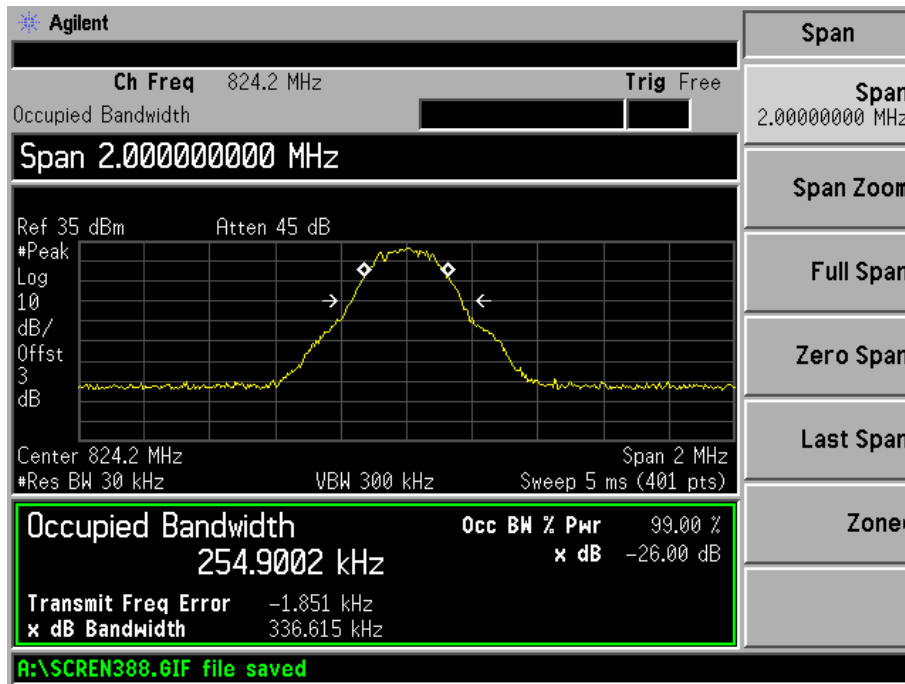 Agilent
Ch Freq 824.2 MHz Trig Free
Occupied Bandwidth
Span 2.000000000 MHz
Ref 35 dBm Atten 45 dB
#Peak
Log
10
dB/
Offst
3
dB
Center 824.2 MHz Span 2 MHz
#Res BW 30 kHz VBW 300 kHz Sweep 5 ms (401 pts)
Occupied Bandwidth
254.9002 kHz
Occ BW % Pwr 99.00 %
x dB -26.00 dB
Transmit Freq Error -1.851 kHz
x dB Bandwidth 336.615 kHz
A:\SCREN388.GIF file saved
Span
Span
2.00000000 MHz
Span Zoom
Full Span
Zero Span
Last Span
Zone